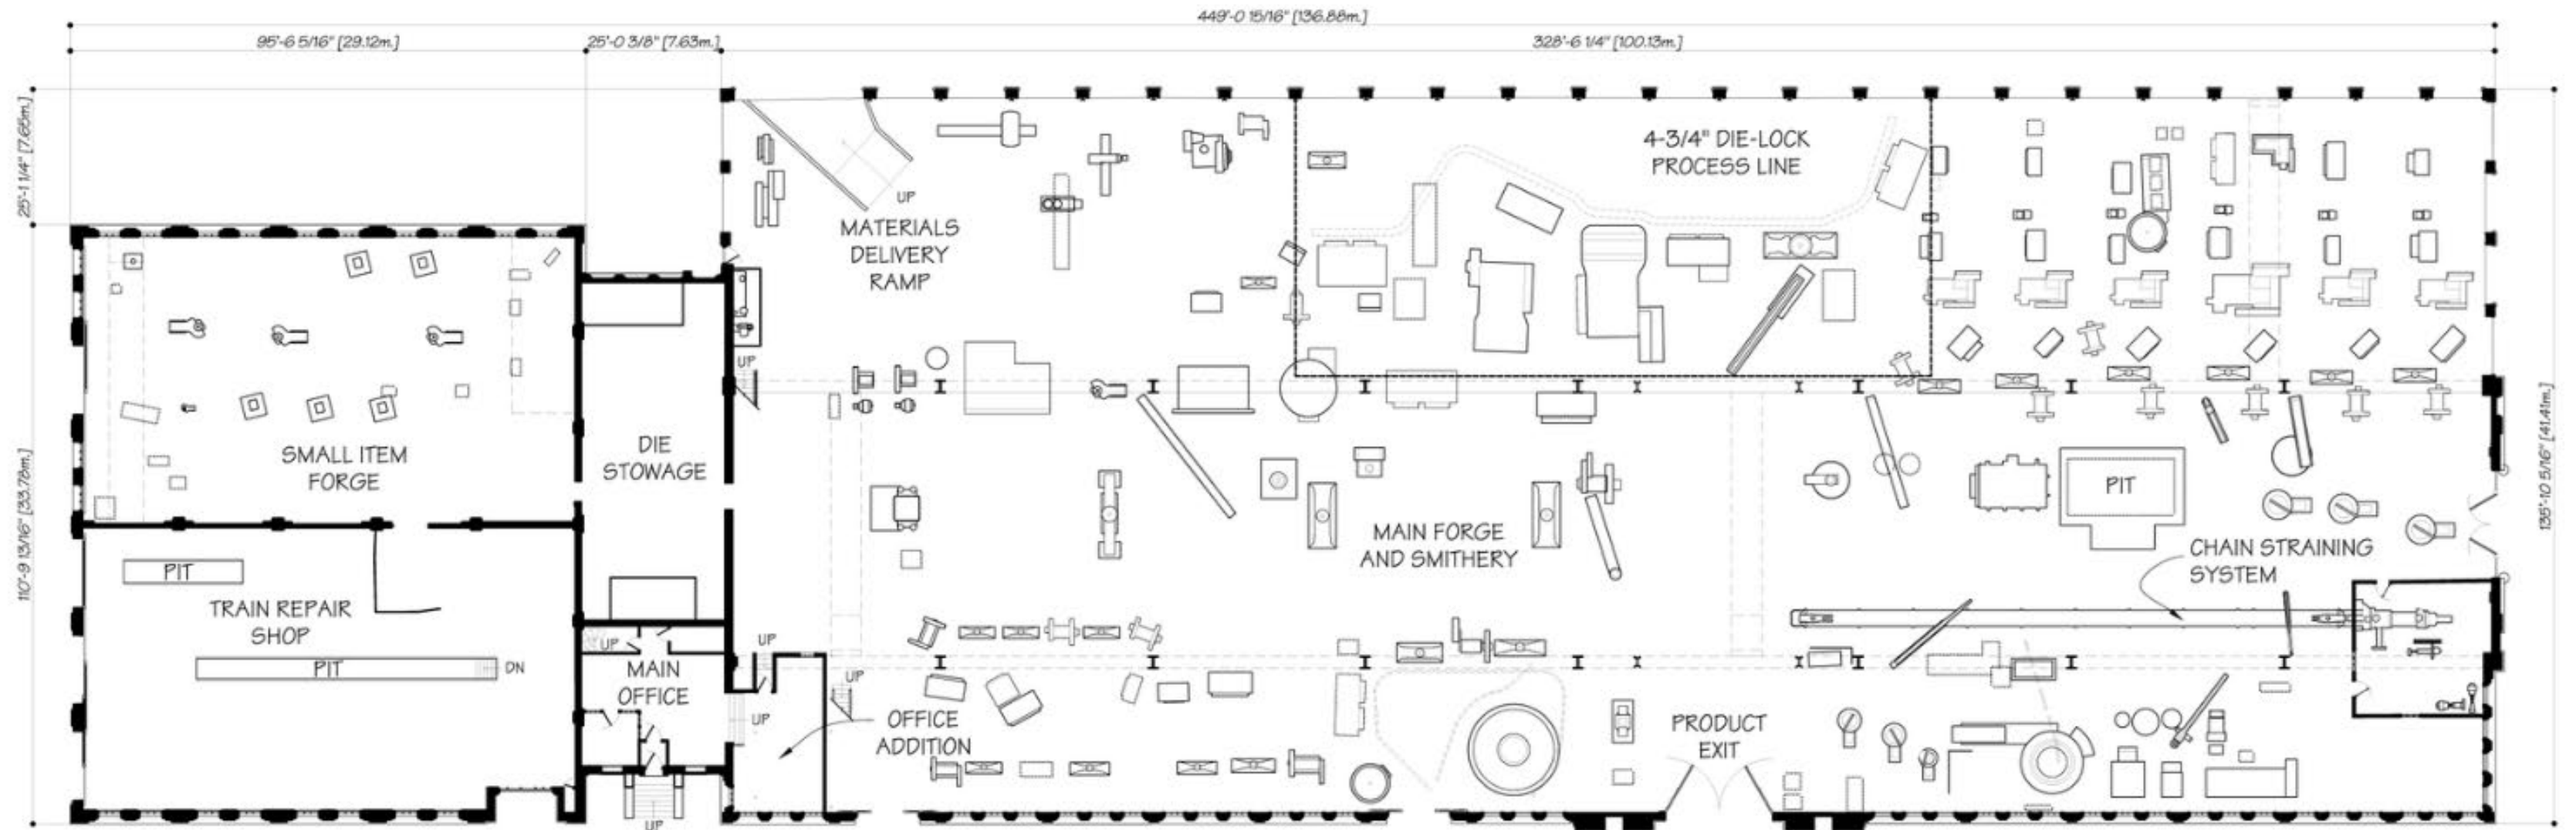 449'-0 15/16" [136.88m.]
95'-6 5/16" [29.12m.]
25'-0 3/8" [7.63m.]
328'-6 1/4" [100.13m.]
25'-1 1/4" [7.65m.]
110'-9 13/16" [33.78m.]
135'-10 5/16" [41.41m.]
4-3/4" DIE-LOCK
PROCESS LINE
UP
MATERIALS
DELIVERY
RAMP
UP
SMALL ITEM
FORGE
DIE
STOWAGE
PIT
MAIN FORGE
AND SMITHERY
CHAIN STRAINING
SYSTEM
PIT
TRAIN REPAIR
SHOP
PIT
DN
UP
MAIN
OFFICE
UP
UP
UP
OFFICE
ADDITION
PRODUCT
EXIT
UP